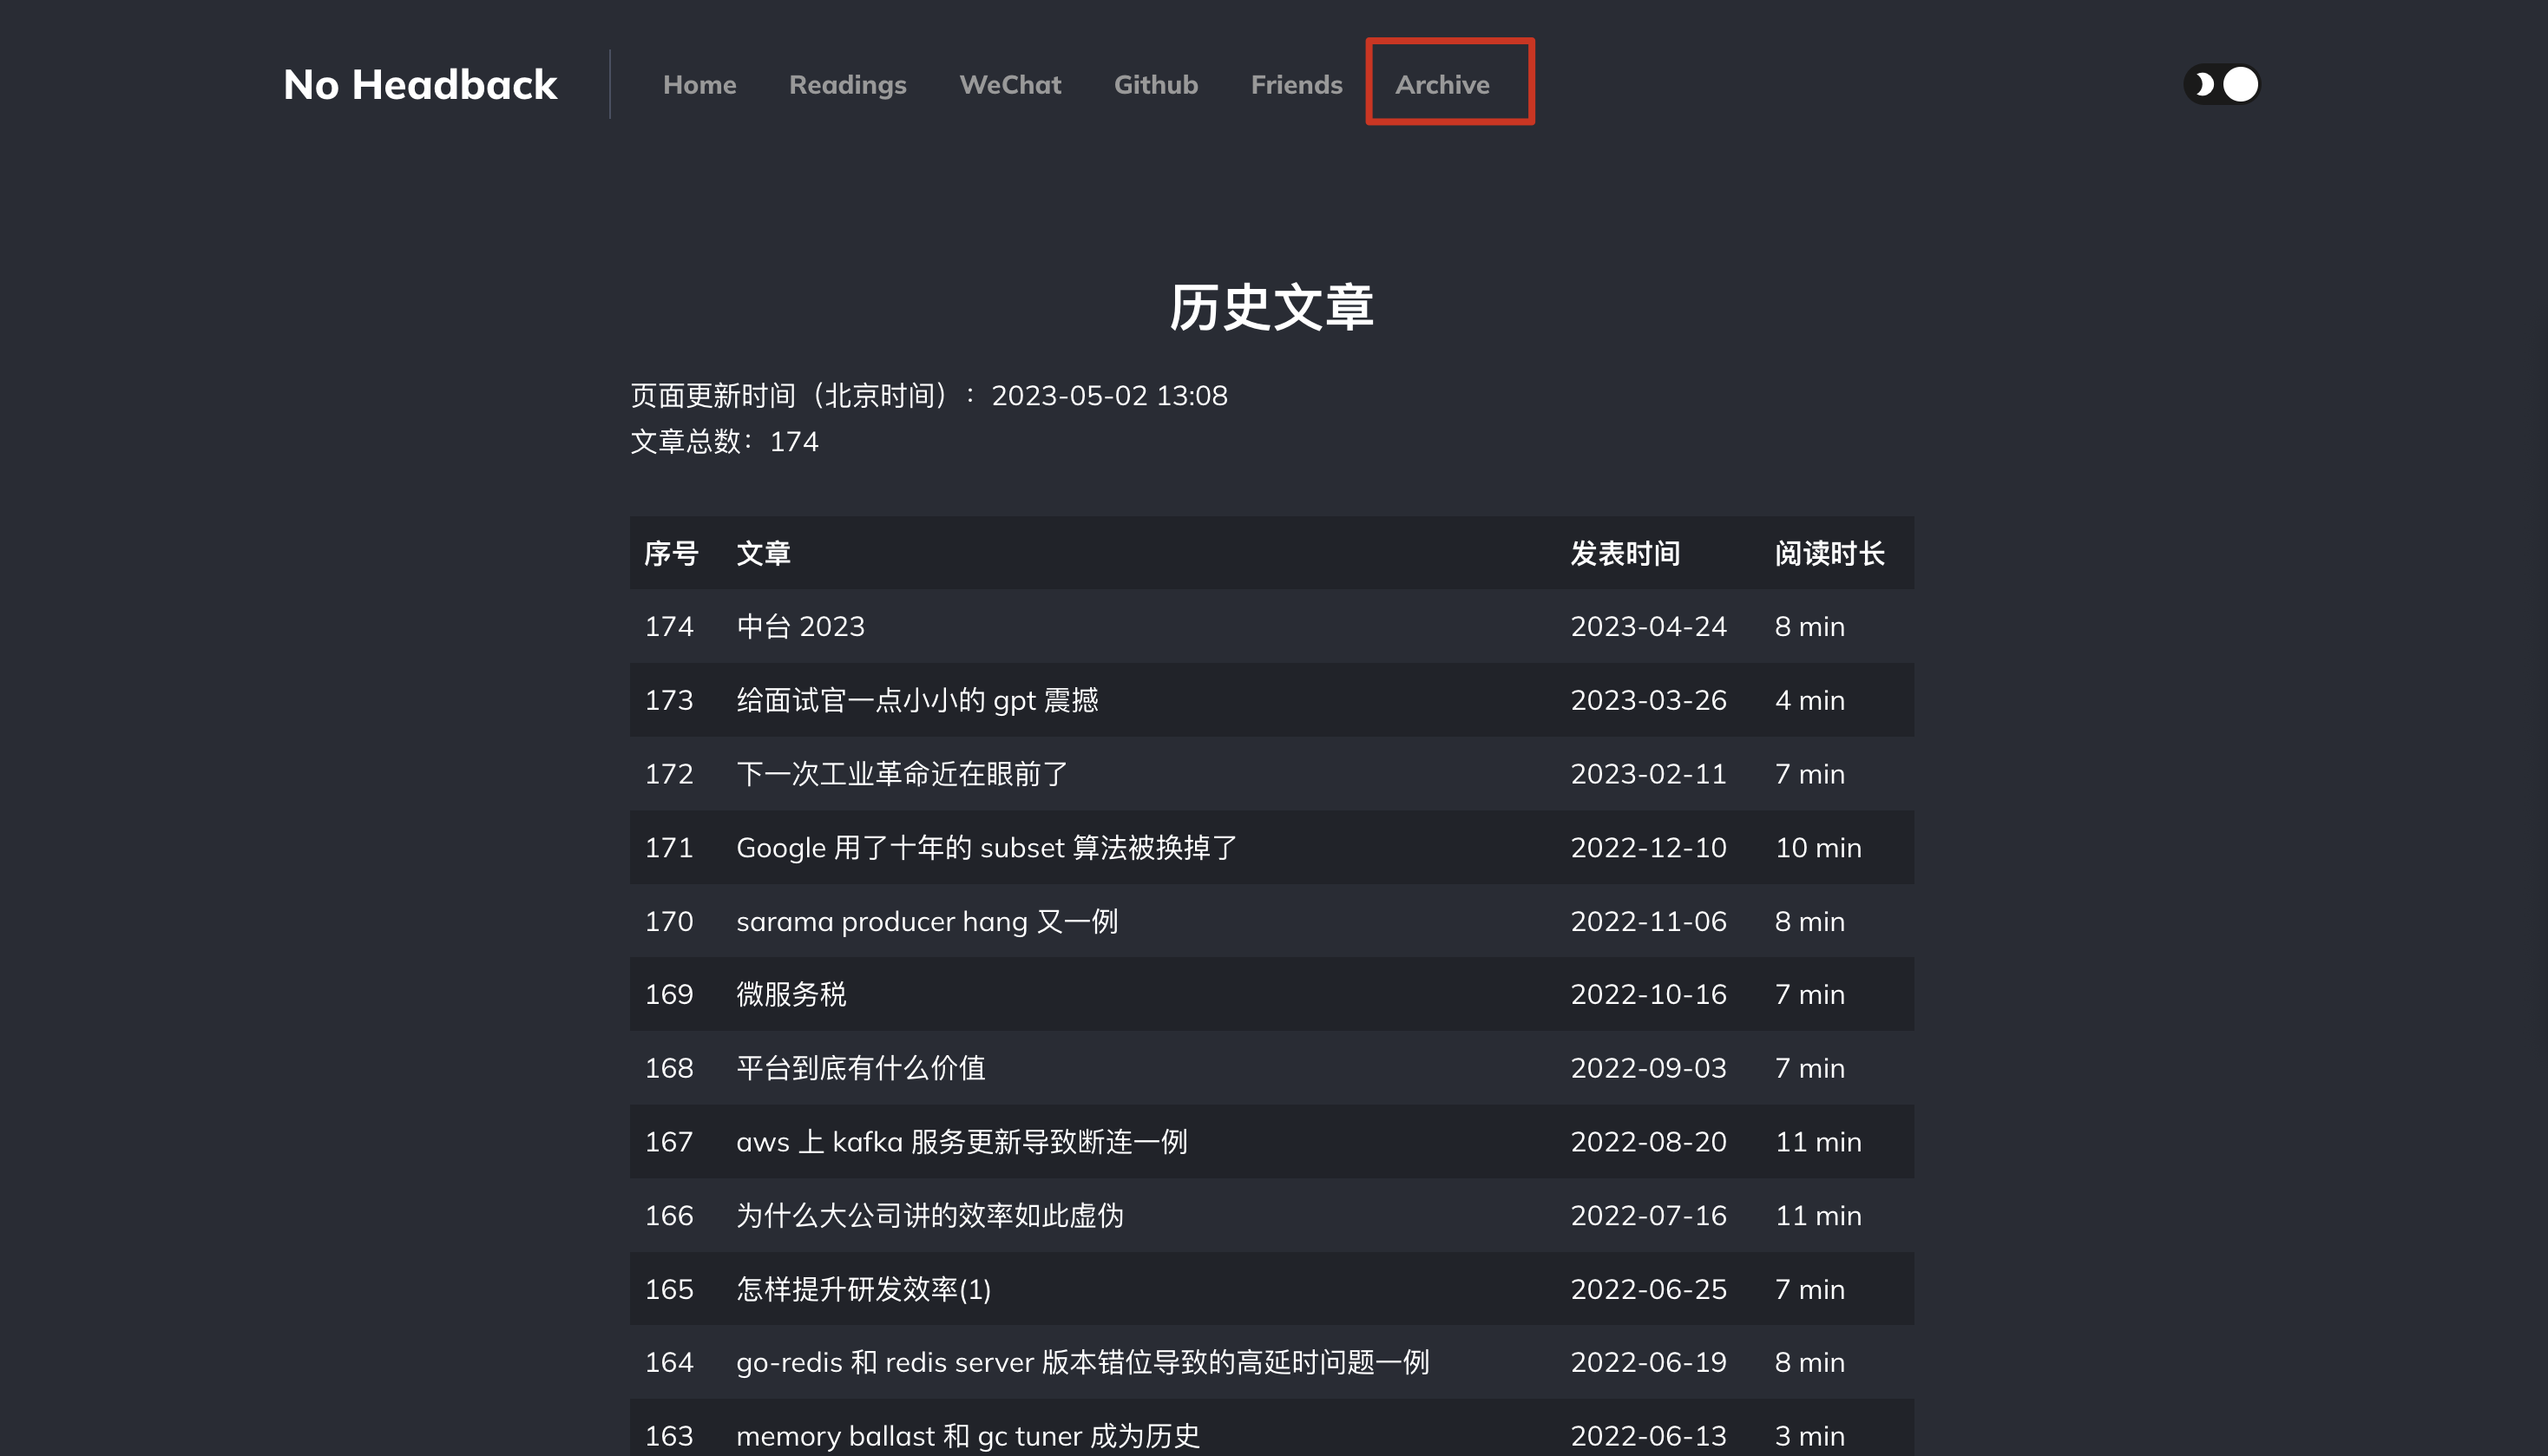 No Headback Home Readings WeChat Github Friends Archive
历史文章
页面更新时间（北京时间）：2023-05-02 13:08
文章总数：174
序号 文章 发表时间 阅读时长
174 中台 2023 2023-04-24 8 min
173 给面试官一点小小的 gpt 震撼 2023-03-26 4 min
172 下一次工业革命近在眼前了 2023-02-11 7 min
171 Google 用了十年的 subset 算法被换掉了 2022-12-10 10 min
170 sarama producer hang 又一例 2022-11-06 8 min
169 微服务税 2022-10-16 7 min
168 平台到底有什么价值 2022-09-03 7 min
167 aws 上 kafka 服务更新导致断连一例 2022-08-20 11 min
166 为什么大公司讲的效率如此虚伪 2022-07-16 11 min
165 怎样提升研发效率(1) 2022-06-25 7 min
164 go-redis 和 redis server 版本错位导致的高延时问题一例 2022-06-19 8 min
163 memory ballast 和 gc tuner 成为历史 2022-06-13 3 min